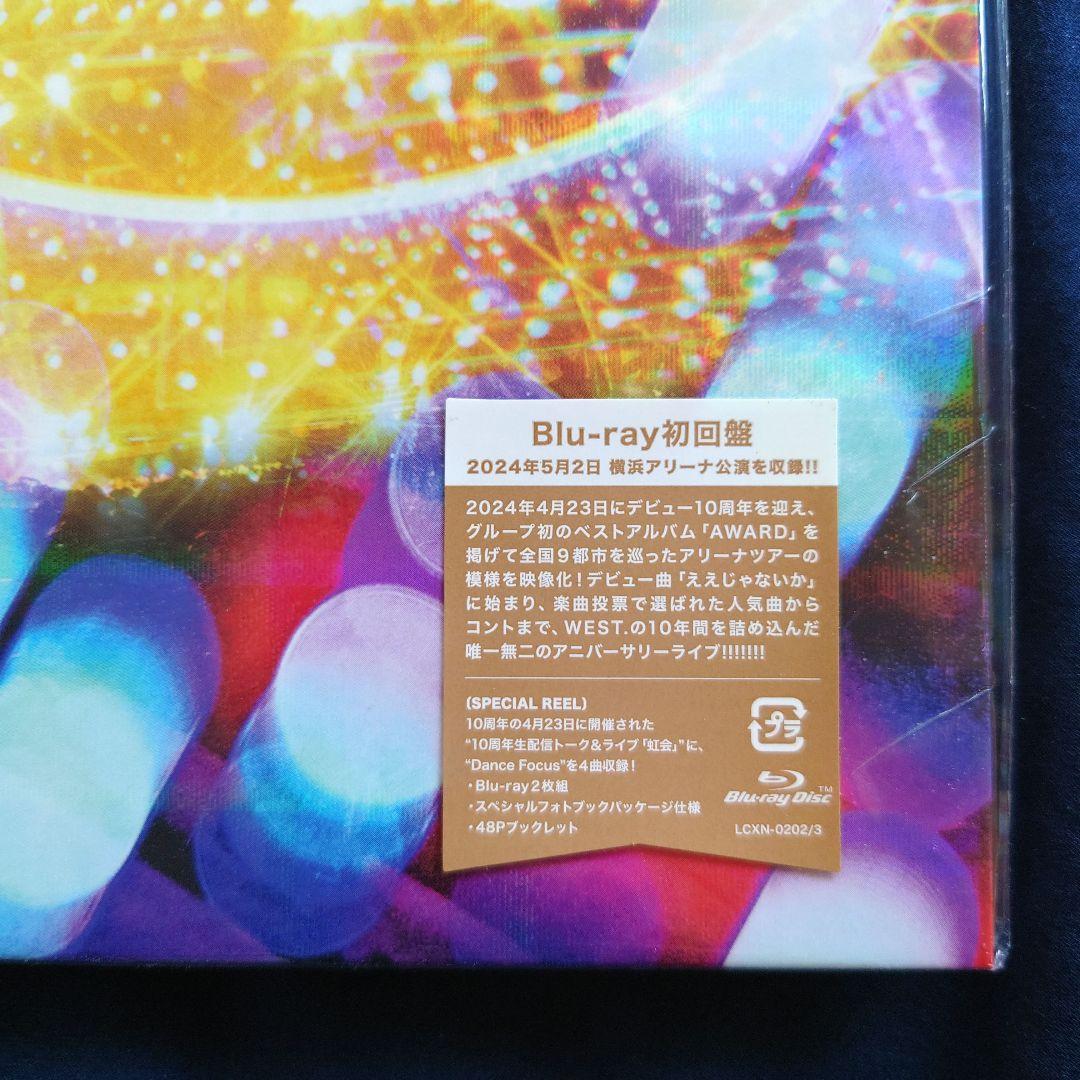 Blu-ray初回盤
2024年5月2日 横浜アリーナ公演を収録!!
2024年4月23日にデビュー10周年を迎え、
グループ初のベストアルバム「AWARD」を
掲げて全国9都市を巡ったアリーナツアーの
模様を映像化!デビュー曲「ええじゃないか」
に始まり、楽曲投票で選ばれた人気曲から
コントまで、WEST.の10年間を詰め込んだ
唯一無二のアニバーサリーライブ!!!!!!!
(SPECIAL REEL)
10周年の4月23日に開催された
“10周年生配信トーク&ライブ「虹会」”に、
“Dance Focus”を4曲収録!
・Blu-ray2枚組
・スペシャルフォトブックパッケージ仕様
・48Pブックレット
プラ
Blu-ray Disc™
LCXN-0202/3